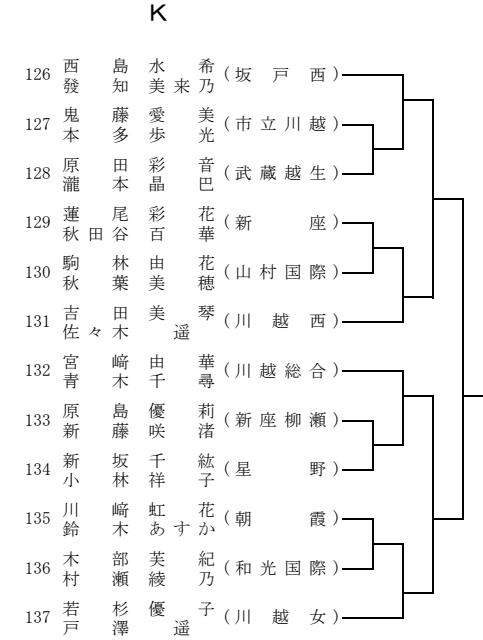 K
西島水希
126 (坂戸西)
發知美来乃
鬼藤愛美
127 (市立川越)
本多歩光
原田彩音
128 (武蔵越生)
瀧本晶巴
蓮尾彩花
129 (新座)
秋田谷百華
駒林由花
130 (山村国際)
秋葉美穂
吉田美琴
131 (川越西)
佐々木遥
宮﨑由華
132 (川越総合)
青木千尋
原島優莉
133 (新座柳瀬)
新藤咲渚
新坂千紘
134 (星野)
小林祥子
川﨑虹花
135 (朝霞)
鈴木あすか
木部芙紀
136 (和光国際)
村瀬綾乃
若杉優子
137 (川越女)
戸澤遥